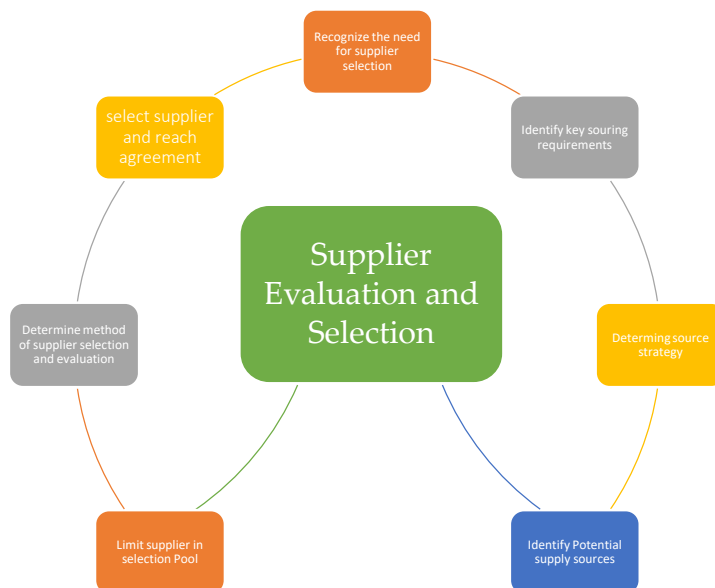 Recognize the need
for supplier
selection
Identify key souring
requirements
Determing source
strategy
Identify Potential
supply sources
Limit supplier in
selection Pool
Determine method
of supplier selection
and evaluation
select supplier
and reach
agreement
Supplier
Evaluation and
Selection